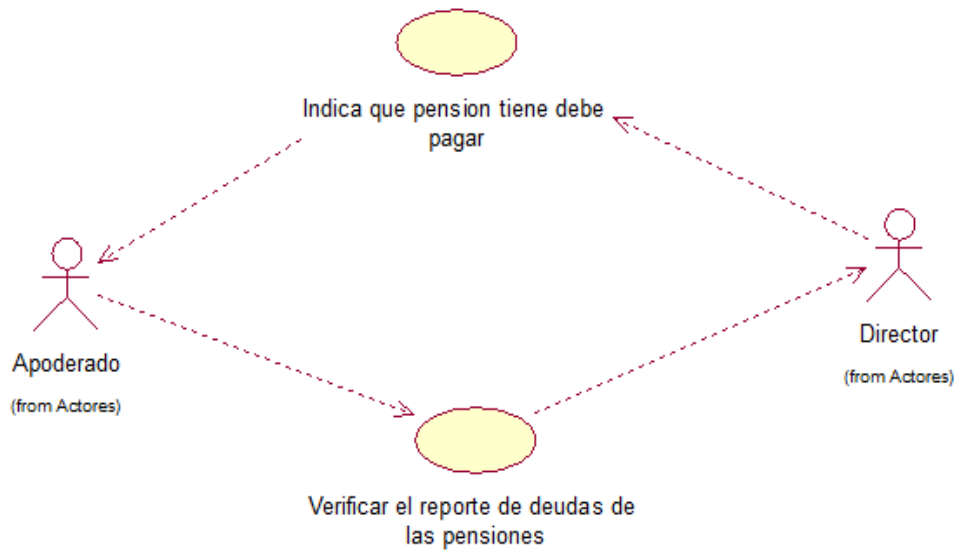 Indica que pension tiene debe
pagar
Apoderado
(from Actores)
Director
(from Actores)
Verificar el reporte de deudas de
las pensiones